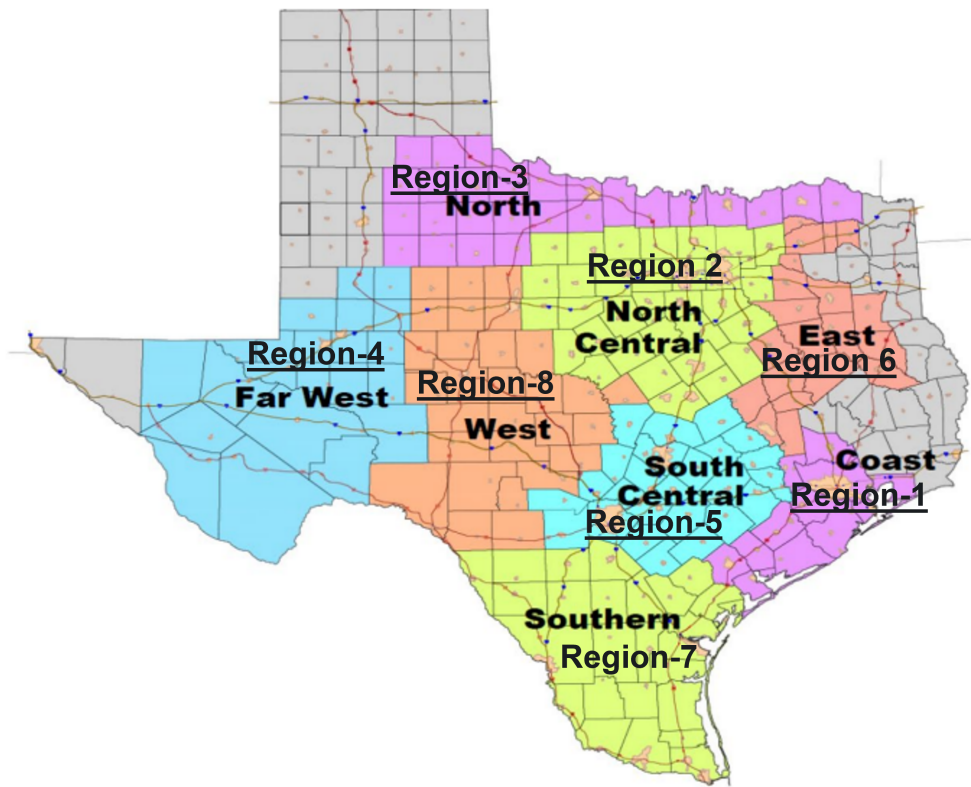 Region-3
North
Region 2
North
Central
East
Region 6
Region-4
Far West
Region-8
West
South
Central
Region-5
Coast
Region-1
Southern
Region-7